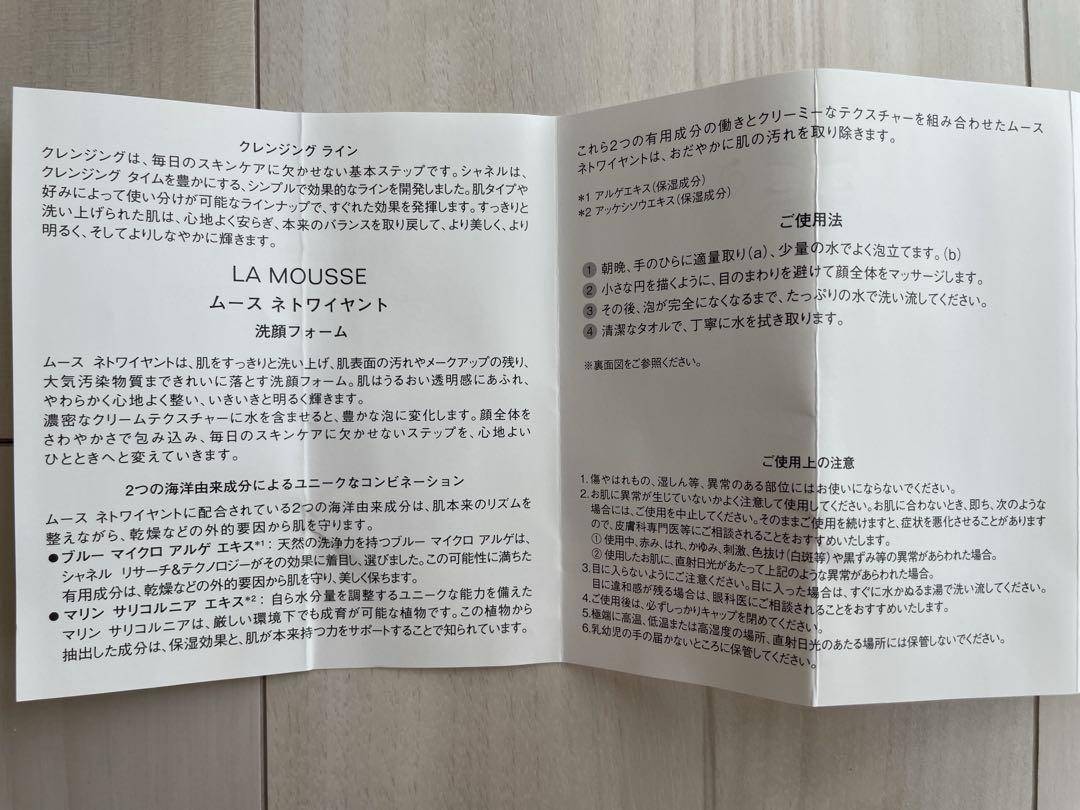 クレンジング ライン
クレンジングは、毎日のスキンケアに欠かせない基本ステップです。シャネルは、
クレンジング タイムを豊かにする、シンプルで効果的なラインを開発しました。肌タイプや
好みによって使い分けが可能なラインナップで、すぐれた効果を発揮します。すっきりと
洗い上げられた肌は、心地よく安らぎ、本来のバランスを取り戻して、より美しく、より
明るく、そしてよりしなやかに輝きます。
LA MOUSSE
ムース ネトワイヤント
洗顔フォーム
ムース ネトワイヤントは、肌をすっきりと洗い上げ、肌表面の汚れやメークアップの残り、
大気汚染物質まできれいに落とす洗顔フォーム。肌はうるおい透明感にあふれ、
やわらかく心地よく整い、いきいきと明るく輝きます。
濃密なクリームテクスチャーに水を含ませると、豊かな泡に変化します。顔全体を
さわやかさで包み込み、毎日のスキンケアに欠かせないステップを、心地よい
ひとときへと変えていきます。
2つの海洋由来成分によるユニークなコンビネーション
ムース ネトワイヤントに配合されている2つの海洋由来成分は、肌本来のリズムを
整えながら、乾燥などの外的要因から肌を守ります。
● ブルー マイクロ アルゲ エキス*1：天然の洗浄力を持つブルー マイクロ アルゲは、
シャネル リサーチ&テクノロジーがその効果に着目し、選びました。この可能性に満ちた
有用成分は、乾燥などの外的要因から肌を守り、美しく保ちます。
● マリン サリコルニア エキス*2：自ら水分量を調整するユニークな能力を備えた
マリン サリコルニアは、厳しい環境下でも成育が可能な植物です。この植物から
抽出した成分は、保湿効果と、肌が本来持つ力をサポートすることで知られています。
これら2つの有用成分の働きとクリーミーなテクスチャーを組み合わせたムース
ネトワイヤントは、おだやかに肌の汚れを取り除きます。
*1 アルゲエキス(保湿成分)
*2 アッケシソウエキス(保湿成分)
ご使用法
1 朝晩、手のひらに適量取り(a)、少量の水でよく泡立てます。(b)
2 小さな円を描くように、目のまわりを避けて顔全体をマッサージします。
3 その後、泡が完全になくなるまで、たっぷりの水で洗い流してください。
4 清潔なタオルで、丁寧に水を拭き取ります。
※裏面図をご参照ください。
ご使用上の注意
1.傷やはれもの、湿しん等、異常のある部位にはお使いにならないでください。
2.お肌に異常が生じていないかよく注意して使用してください。お肌に合わないとき、即ち、次のような
場合には、ご使用を中止してください。そのままご使用を続けますと、症状を悪化させることがあります
ので、皮膚科専門医等にご相談されることをおすすめいたします。
① 使用中、赤み、はれ、かゆみ、刺激、色抜け(白斑等)や黒ずみ等の異常があらわれた場合。
② 使用したお肌に、直射日光があたって上記のような異常があらわれた場合。
3.目に入らないようにご注意ください。目に入った場合は、すぐに水かぬるま湯で洗い流してください。
目に違和感が残る場合は、眼科医にご相談されることをおすすめいたします。
4.ご使用後は、必ずしっかりキャップを閉めてください。
5.極端に高温、低温または高湿度の場所、直射日光のあたる場所には保管しないでください。
6.乳幼児の手の届かないところに保管してください。